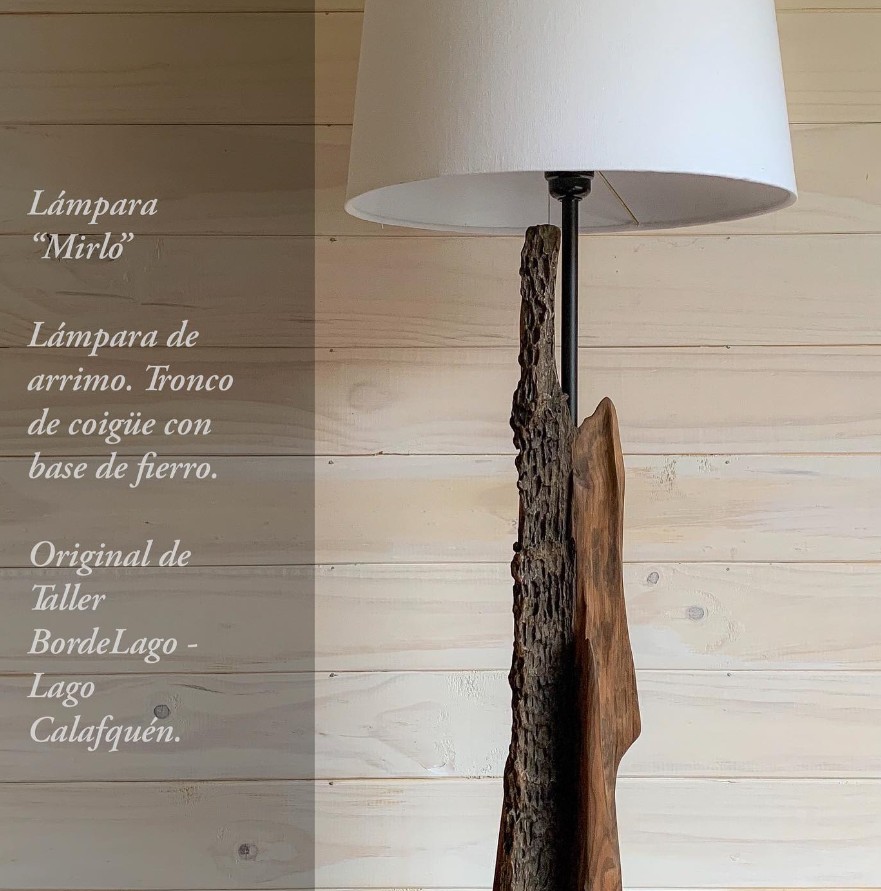 Lámpara
“Mirlo”
Lámpara de
arrimo. Tronco
de coigüe con
base de fierro.
Original de
Taller
BordeLago -
Lago
Calafquén.